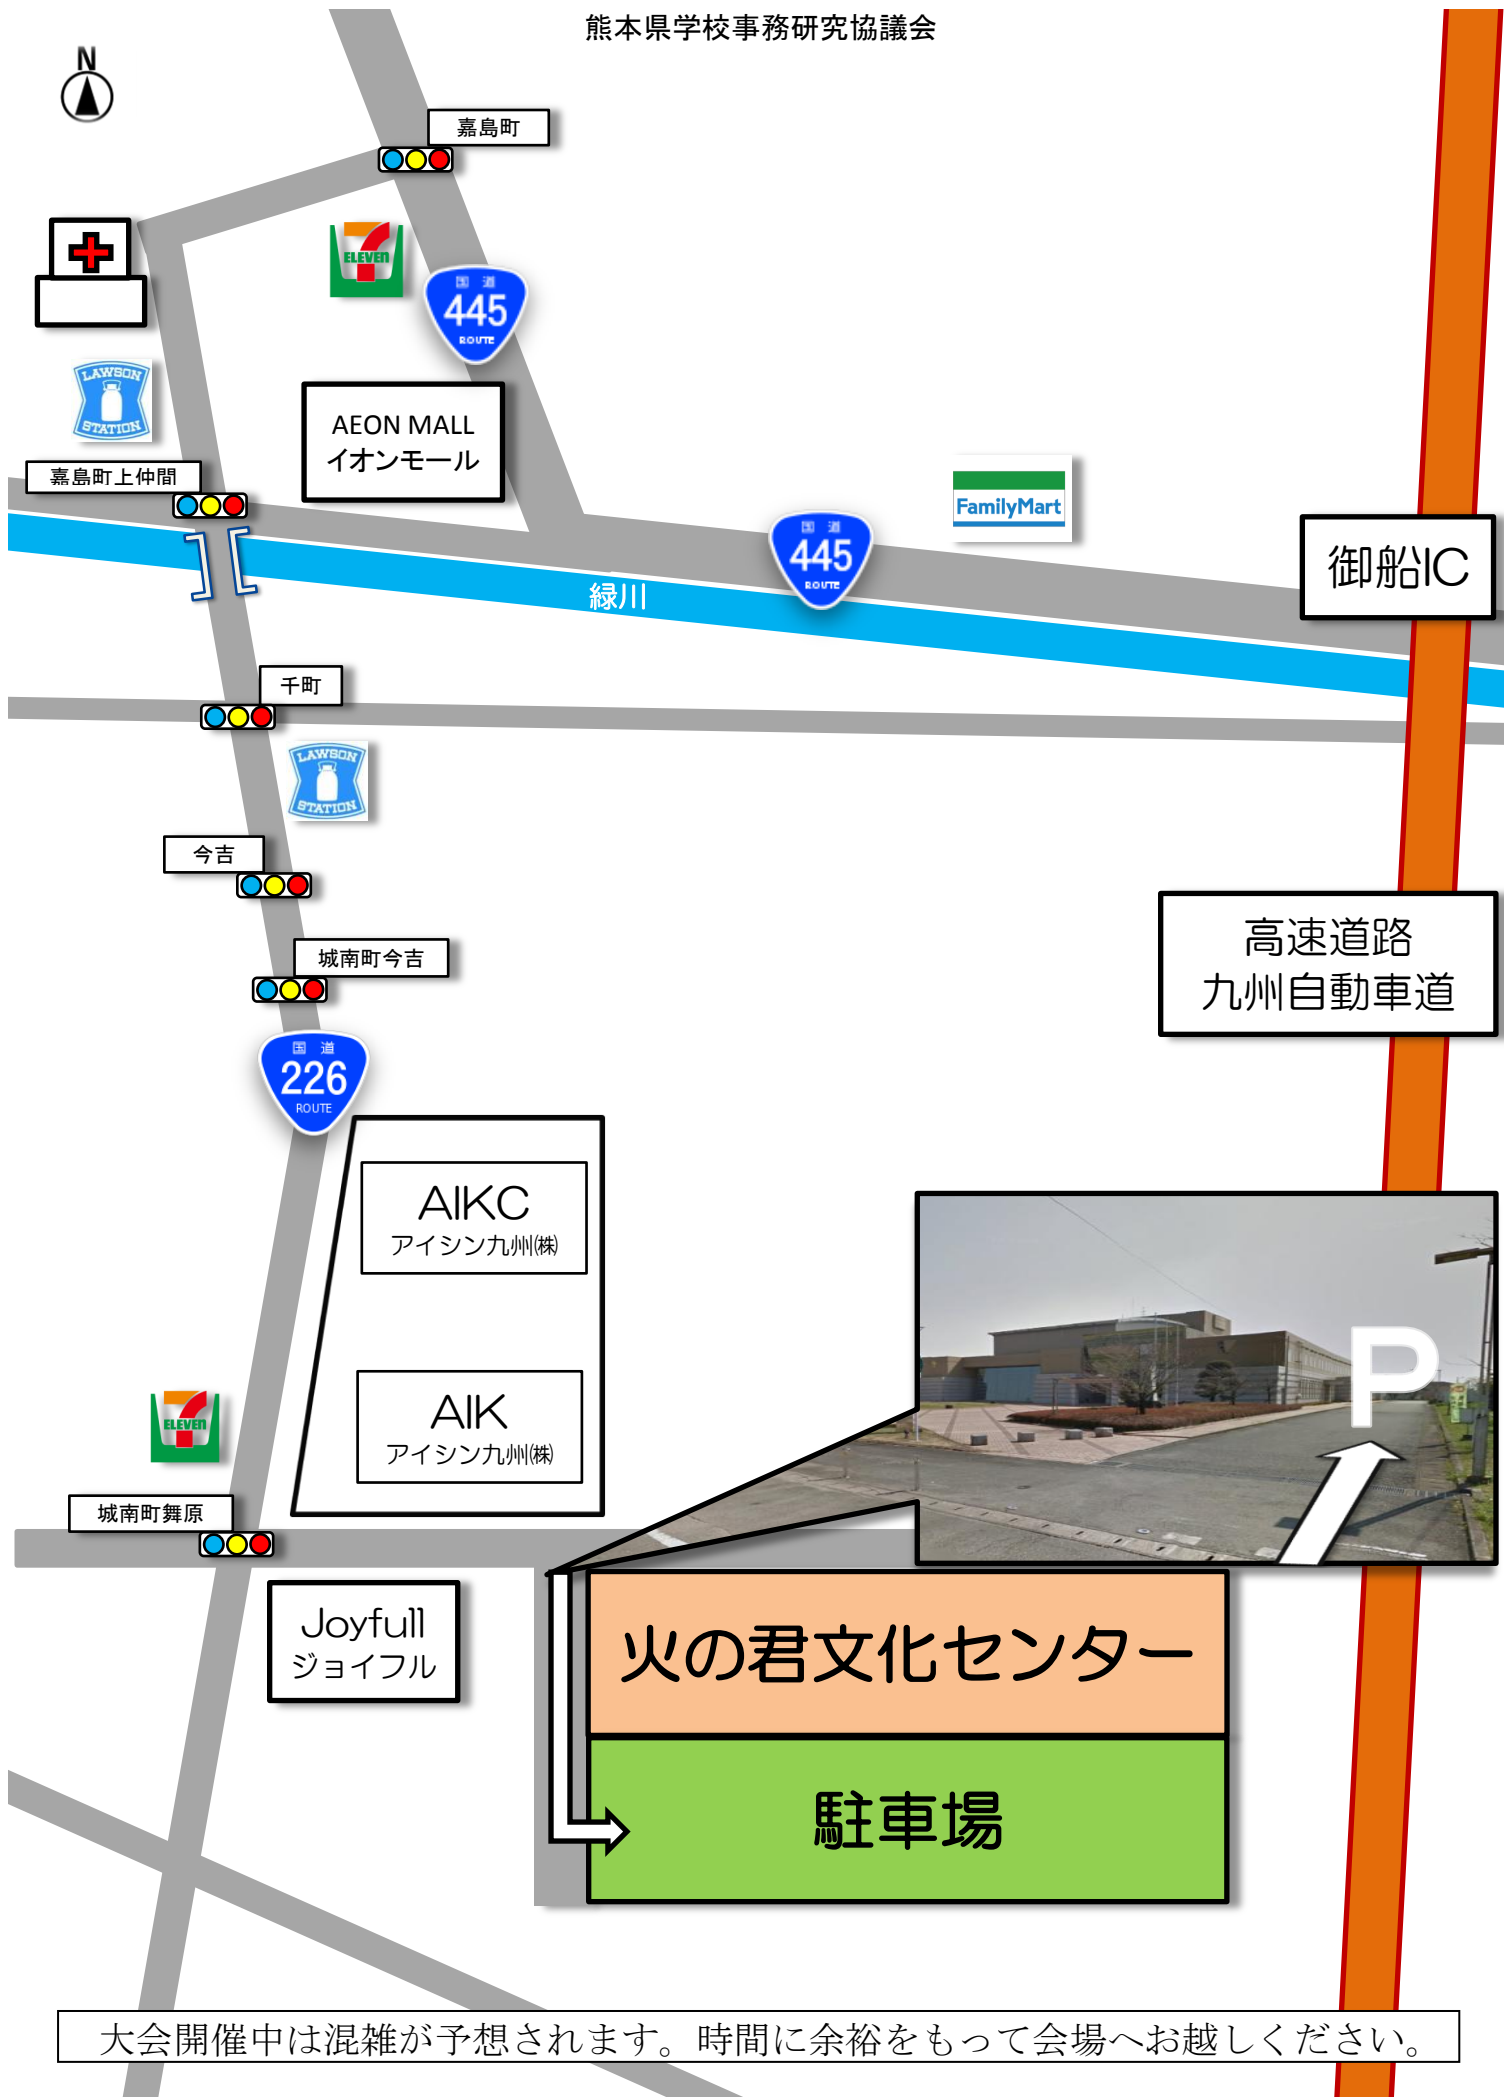 熊本県学校事務研究協議会
N
嘉島町
ELEVEN
国道
445
ROUTE
LAWSON
STATION
AEON MALL
イオンモール
嘉島町上仲間
FamilyMart
国道
445
ROUTE
御船IC
緑川
千町
LAWSON
STATION
今吉
城南町今吉
高速道路
九州自動車道
国道
226
ROUTE
AIKC
アイシン九州㈱
P
AIK
アイシン九州㈱
ELEVEN
城南町舞原
Joyfull
ジョイフル
火の君文化センター
駐車場
大会開催中は混雑が予想されます。時間に余裕をもって会場へお越しください。